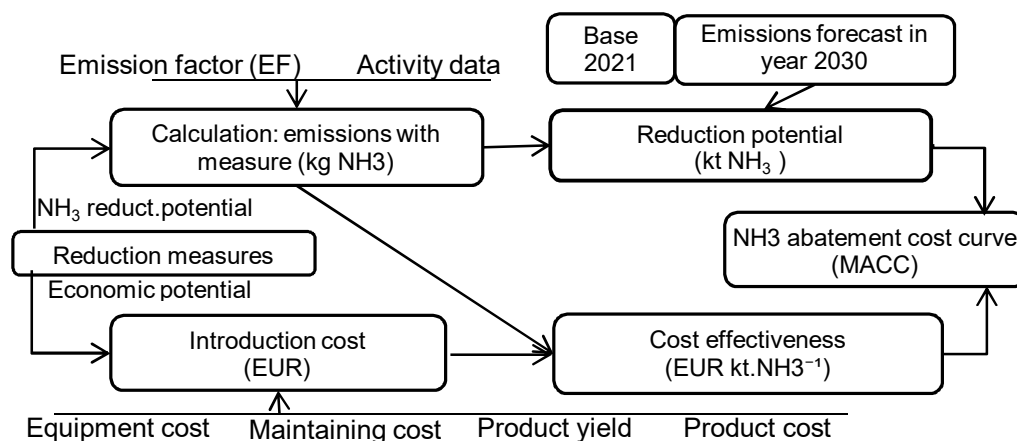 Base
2021
Emissions forecast in
year 2030
Emission factor (EF) Activity data
Calculation: emissions with
measure (kg NH3)
Reduction potential
(kt NH₃ )
NH₃ reduct.potential
Reduction measures
Economic potential
NH3 abatement cost curve
(MACC)
Introduction cost
(EUR)
Cost effectiveness
(EUR kt.NH3⁻¹)
Equipment cost Maintaining cost Product yield Product cost